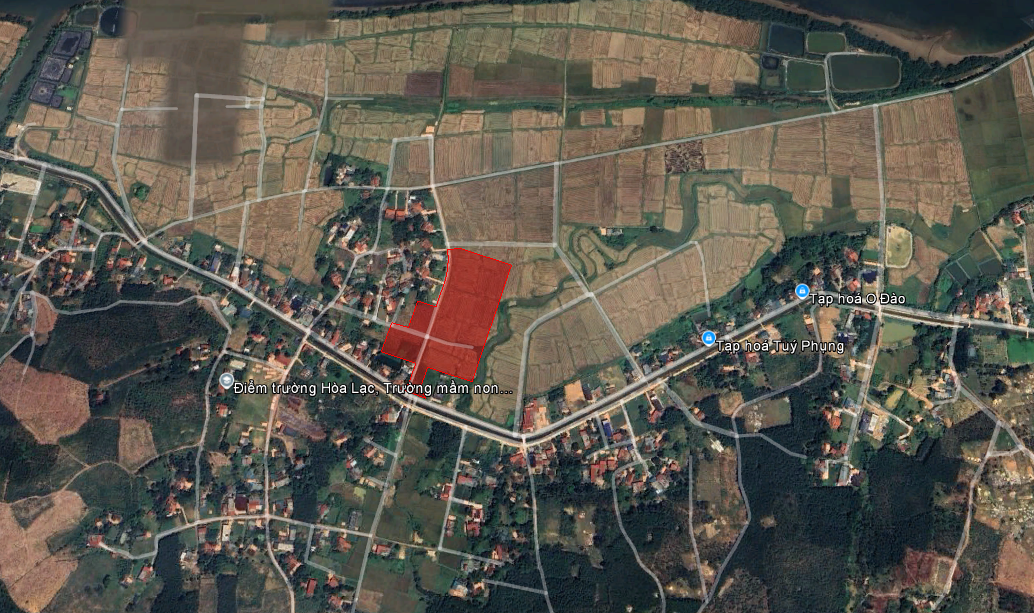 Tạp hoá O Đào
Tạp hoá Tuý Phụng
Điểm trường Hòa Lạc, Trường mầm non...